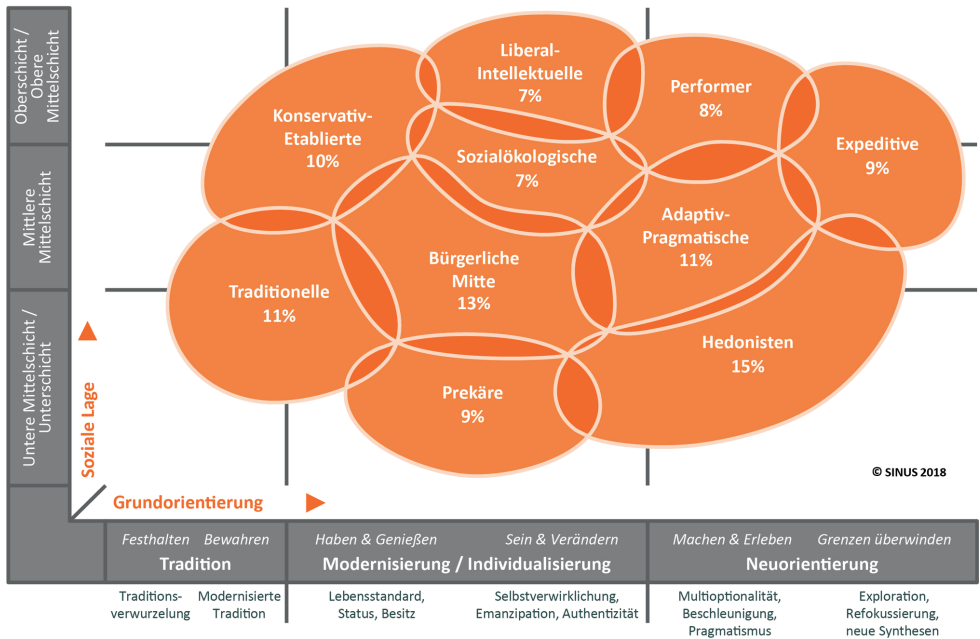 Oberschicht /
Obere
Mittelschicht
Mittlere
Mittelschicht
Untere Mittelschicht /
Unterschicht
Soziale Lage
Liberal-
Intellektuelle
7%
Performer
8%
Konservativ-
Etablierte
10%
Sozialökologische
7%
Expeditive
9%
Adaptiv-
Pragmatische
11%
Bürgerliche
Mitte
13%
Traditionelle
11%
Hedonisten
15%
Prekäre
9%
© SINUS 2018
Grundorientierung
Festhalten Bewahren
Tradition
Haben & Genießen Sein & Verändern
Modernisierung / Individualisierung
Machen & Erleben Grenzen überwinden
Neuorientierung
Traditions-
verwurzelung
Modernisierte
Tradition
Lebensstandard,
Status, Besitz
Selbstverwirklichung,
Emanzipation, Authentizität
Multioptionalität,
Beschleunigung,
Pragmatismus
Exploration,
Refokussierung,
neue Synthesen